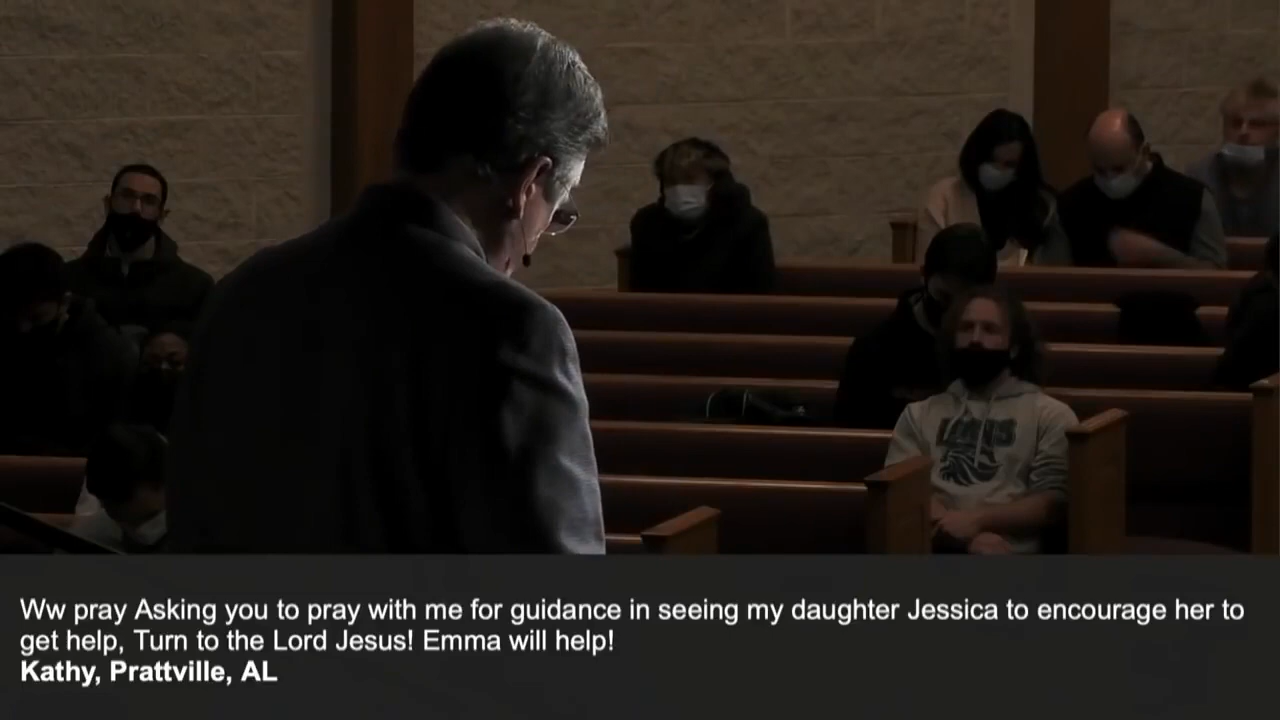 Ww pray Asking you to pray with me for guidance in seeing my daughter Jessica to encourage her to
get help, Turn to the Lord Jesus! Emma will help!
Kathy, Prattville, AL